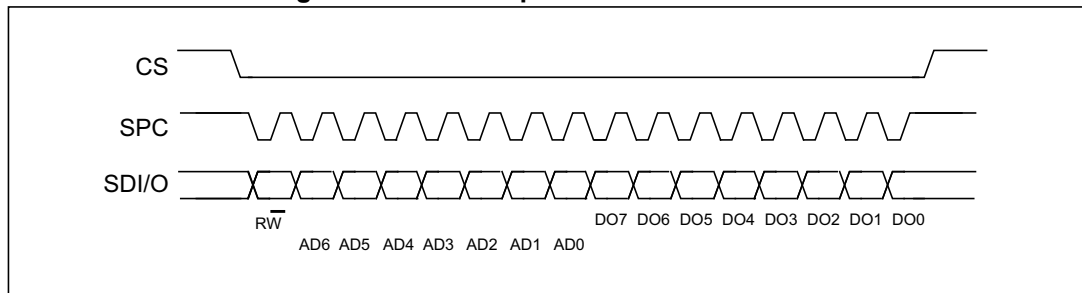 CS
SPC
SDI/O
RW
DO7 DO6 DO5 DO4 DO3 DO2 DO1 DO0
AD6 AD5 AD4 AD3 AD2 AD1 AD0